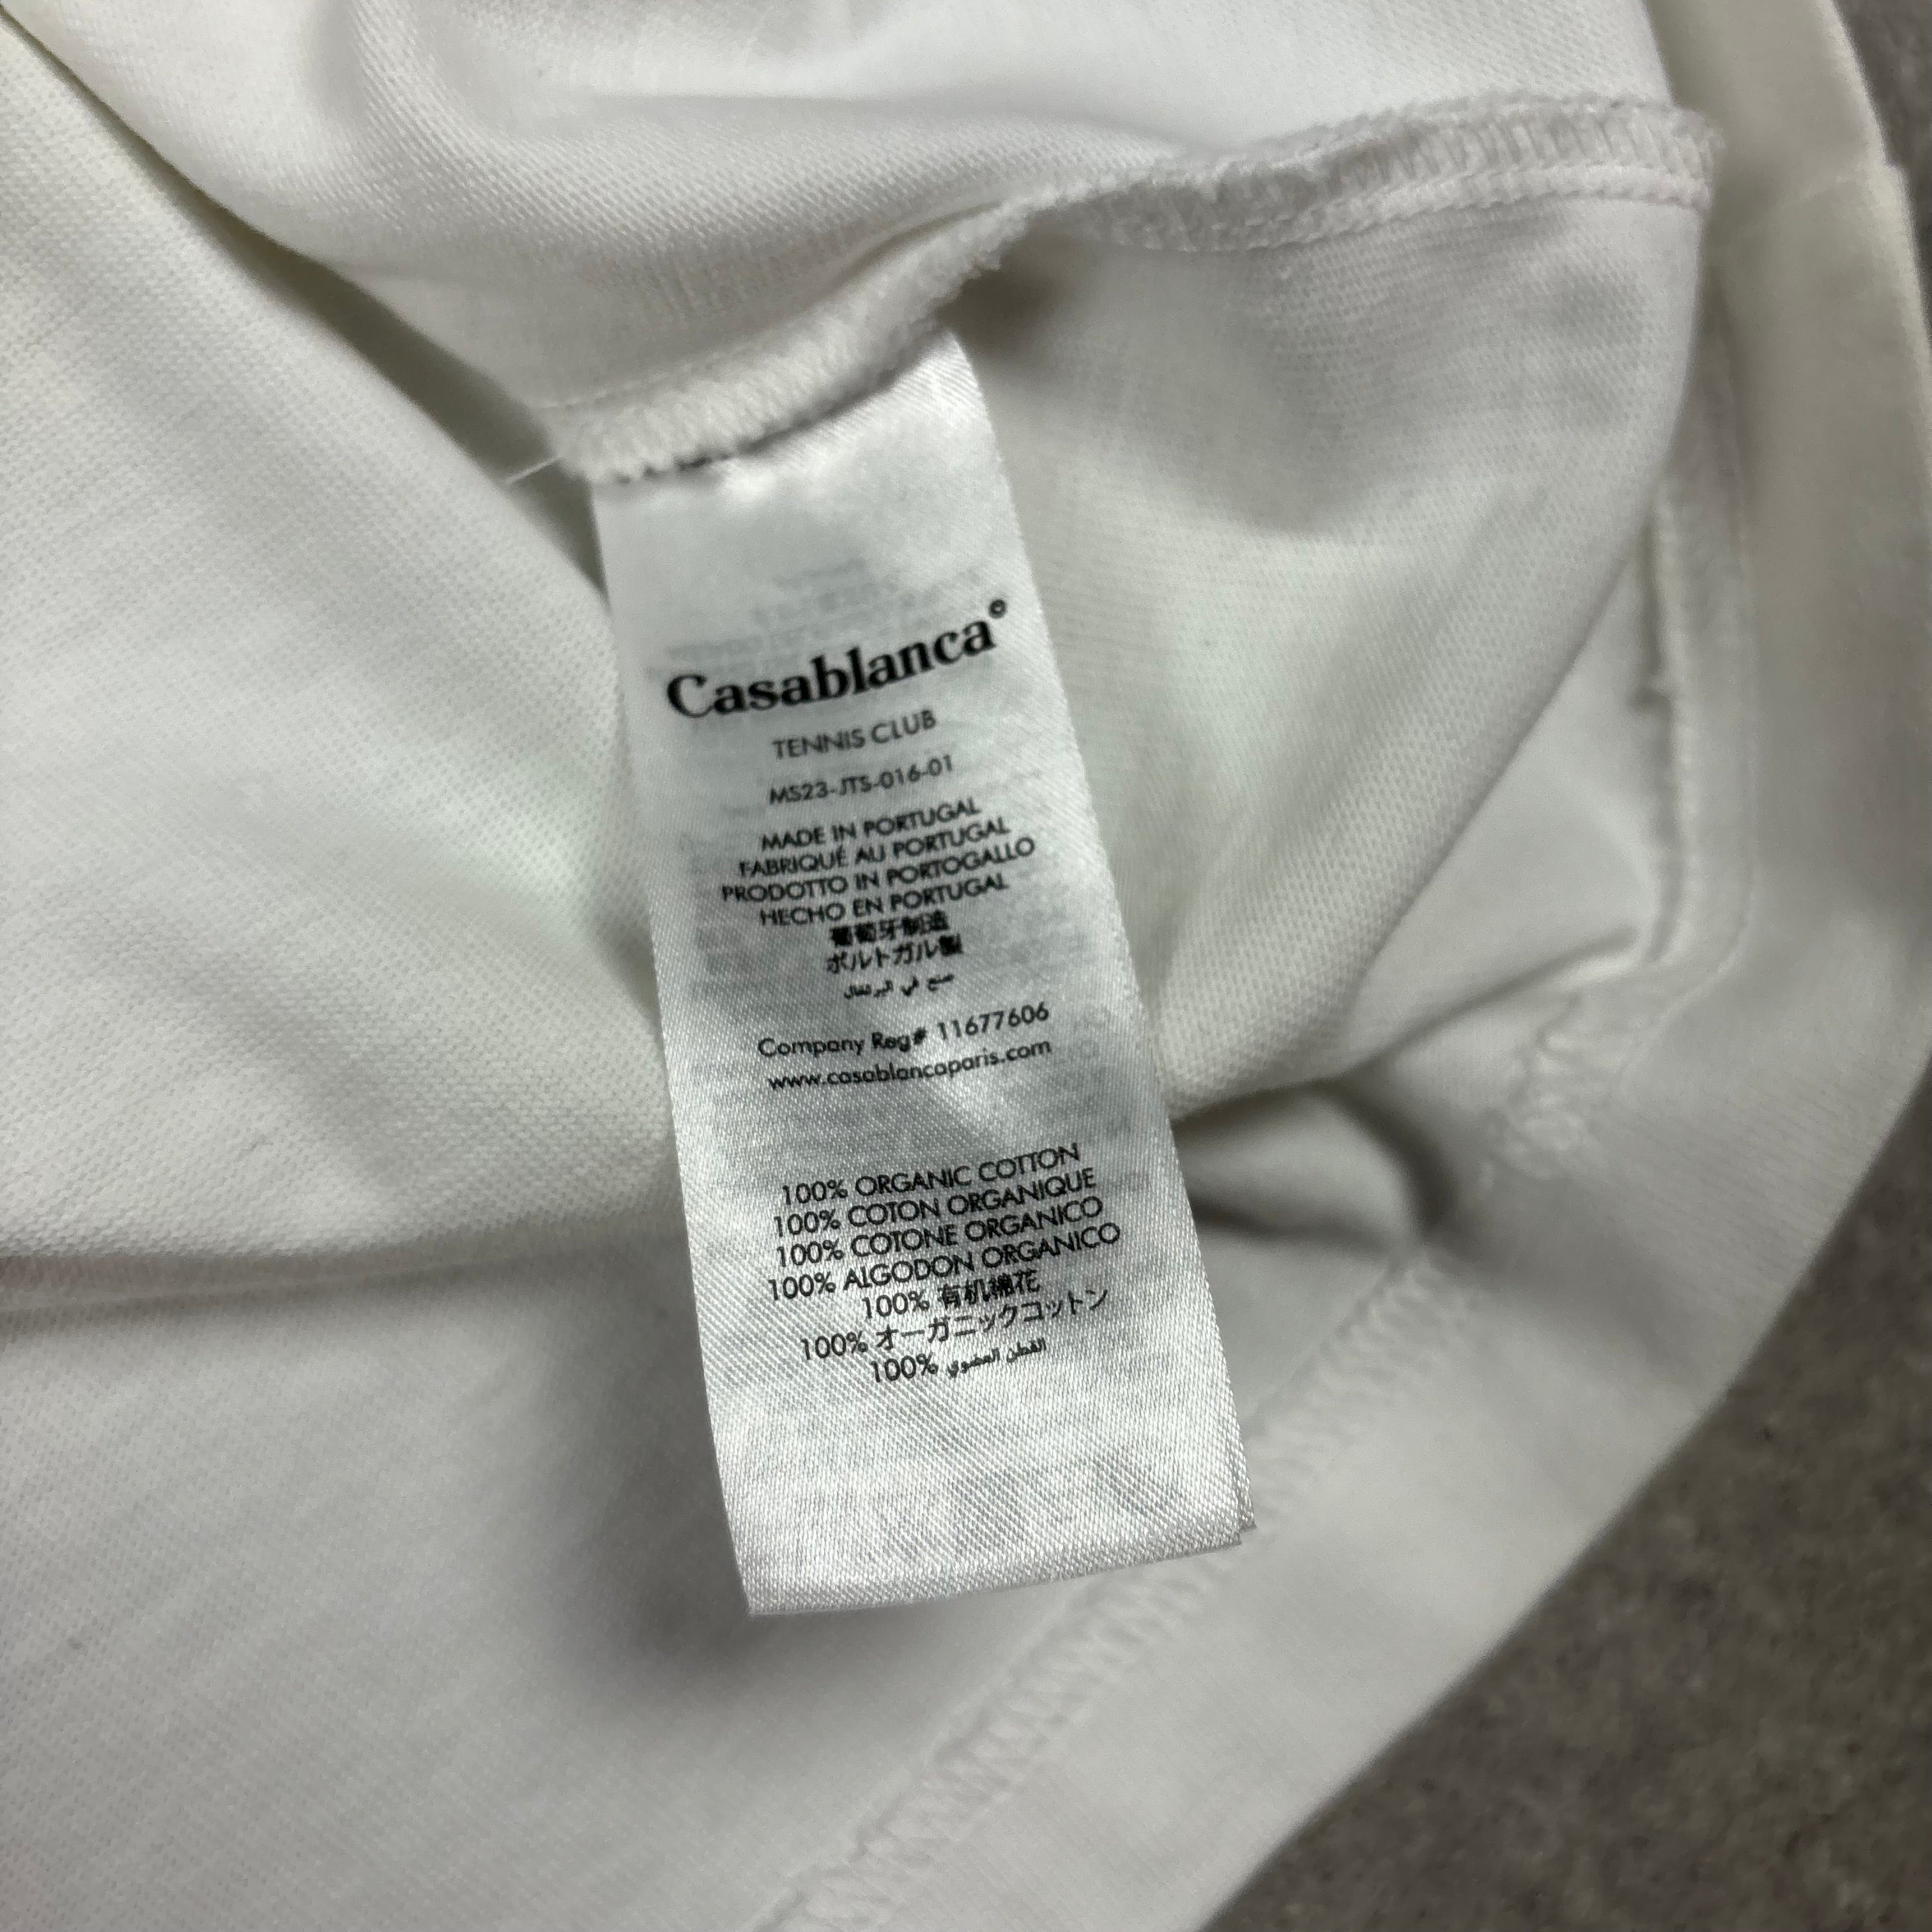 Casablanca©
TENNIS CLUB
MS23-JTS-016-01
MADE IN PORTUGAL
FABRIQUÉ AU PORTUGAL
PRODOTTO IN PORTOGALLO
HECHO EN PORTUGAL
葡萄牙制造
ポルトガル製
صنع في البرتغال
Company Reg# 11677606
www.casablancaparis.com
100% ORGANIC COTTON
100% COTON ORGANIQUE
100% COTONE ORGANICO
100% ALGODON ORGANICO
100% 有机綿花
100% オーガニックコットン
100% القطن العضوي